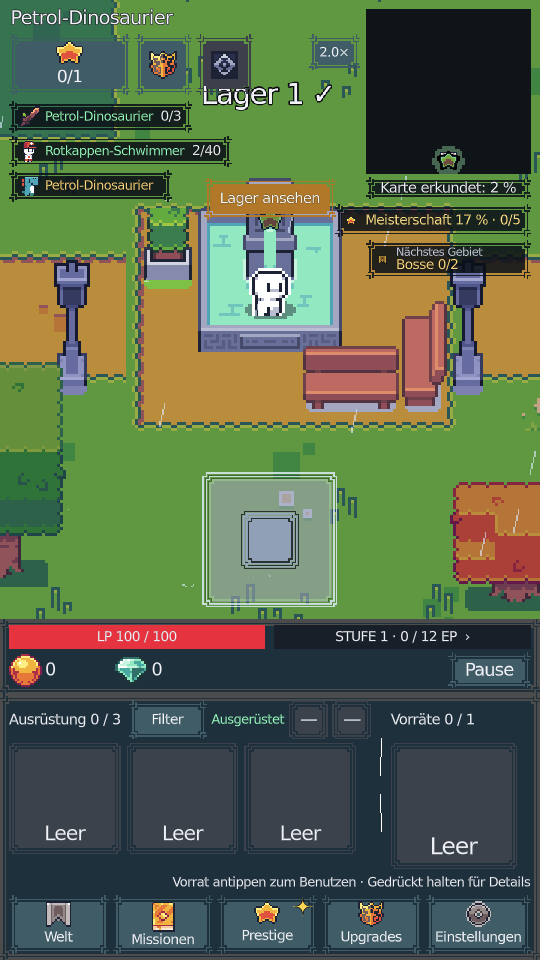 Petrol-Dinosaurier
0/1
2.0×
Lager 1 ✓
Petrol-Dinosaurier 0/3
Rotkappen-Schwimmer 2/40
Petrol-Dinosaurier
Karte erkundet: 2 %
Lager ansehen
Meisterschaft 17 % · 0/5
Nächstes Gebiet
Bosse 0/2
LP 100 / 100
STUFE 1 · 0 / 12 EP ›
0
0
Pause
Ausrüstung 0 / 3
Filter
Ausgerüstet
—
—
Vorräte 0 / 1
Leer
Leer
Leer
Leer
Vorrat antippen zum Benutzen · Gedrückt halten für Details
Welt
Missionen
Prestige
Upgrades
Einstellungen